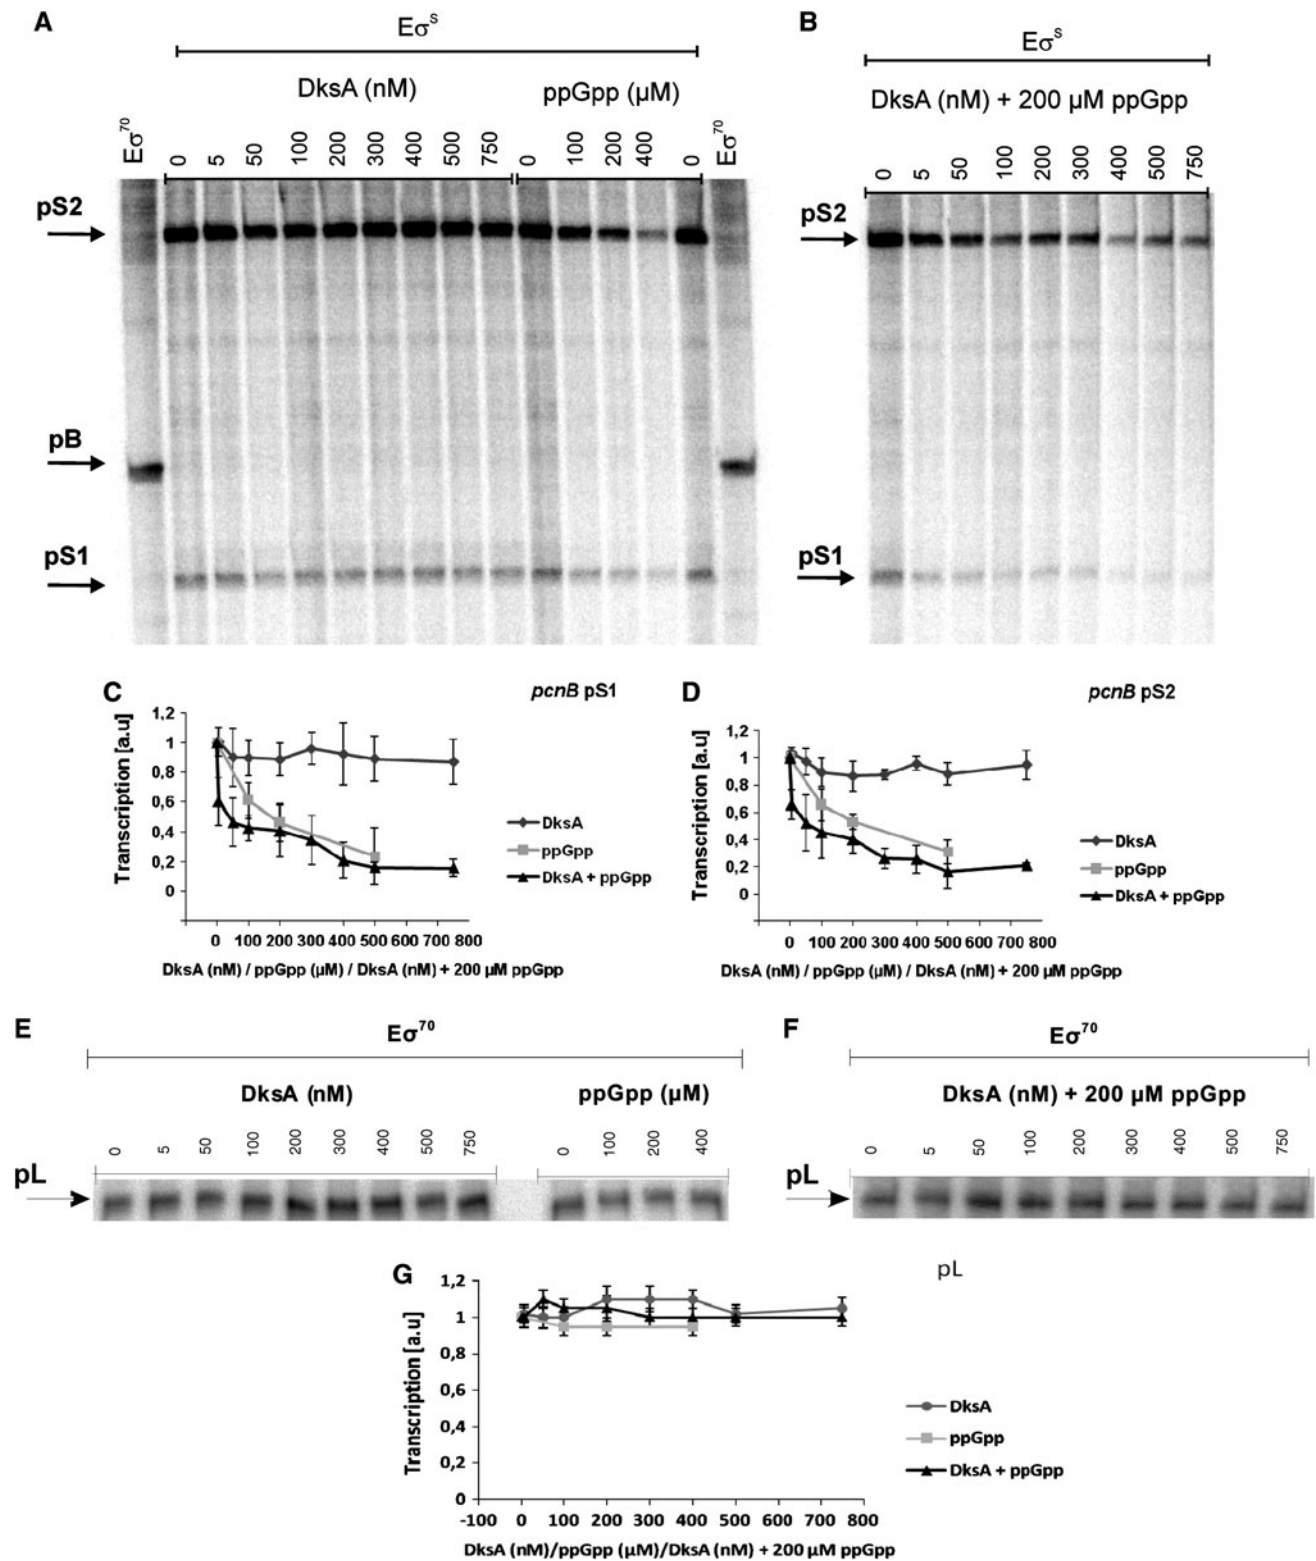 A
Eσˢ
DksA (nM)
ppGpp (µM)
Eσ⁷⁰
0 5 50 100 200 300 400 500 750 0 100 200 400 0
Eσ⁷⁰
pS2
pB
pS1
B
Eσˢ
DksA (nM) + 200 µM ppGpp
0 5 50 100 200 300 400 500 750
pS2
pS1
C
pcnB pS1
Transcription [a.u]
1,2
1
0,8
0,6
0,4
0,2
0
0 100 200 300 400 500 600 700 800
DksA (nM) / ppGpp (µM) / DksA (nM) + 200 µM ppGpp
DksA
ppGpp
DksA + ppGpp
D
pcnB pS2
Transcription [a.u]
1,2
1
0,8
0,6
0,4
0,2
0
0 100 200 300 400 500 600 700 800
DksA (nM) / ppGpp (µM) / DksA (nM) + 200 µM ppGpp
DksA
ppGpp
DksA + ppGpp
E
Eσ⁷⁰
DksA (nM)
ppGpp (µM)
0 5 50 100 200 300 400 500 750 0 100 200 400
pL
F
Eσ⁷⁰
DksA (nM) + 200 µM ppGpp
0 5 50 100 200 300 400 500 750
pL
G
pL
Transcription [a.u]
1,2
1
0,8
0,6
0,4
0,2
0
-100 0 100 200 300 400 500 600 700 800
DksA (nM)/ppGpp (µM)/DksA (nM) + 200 µM ppGpp
DksA
ppGpp
DksA + ppGpp